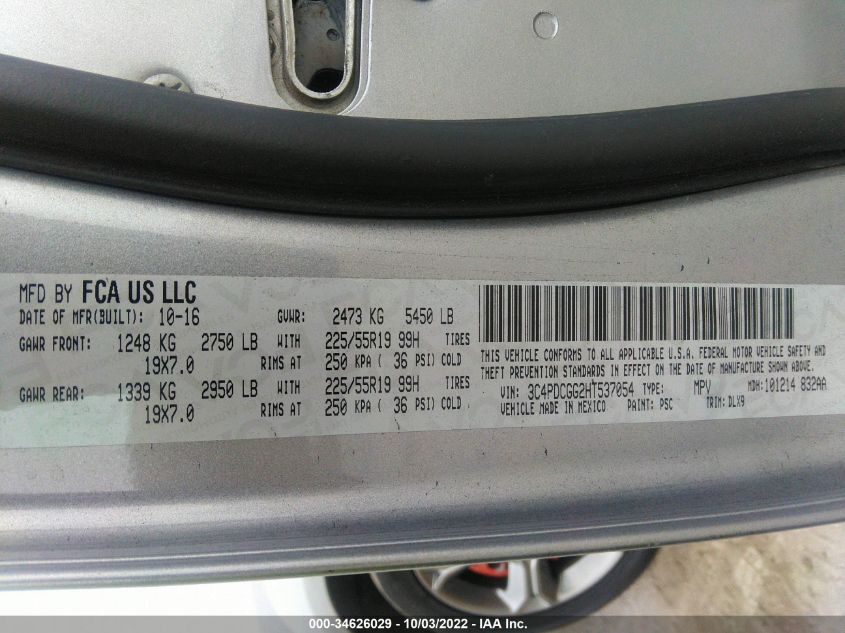 MFD BY FCA US LLC
DATE OF MFR(BUILT): 10-16 GVWR: 2473 KG 5450 LB
GAWR FRONT: 1248 KG 2750 LB WITH 225/55R19 99H TIRES
19X7.0 RIMS AT 250 KPA ( 36 PSI) COLD
GAWR REAR: 1339 KG 2950 LB WITH 225/55R19 99H TIRES
19X7.0 RIMS AT 250 KPA ( 36 PSI) COLD
THIS VEHICLE CONFORMS TO ALL APPLICABLE U.S.A. FEDERAL MOTOR VEHICLE SAFETY AND
THEFT PREVENTION STANDARDS IN EFFECT ON THE DATE OF MANUFACTURE SHOWN ABOVE.
VIN: 3C4PDCGG2HT537054 TYPE: MPV MDH: 101214 832AA
VEHICLE MADE IN MEXICO PAINT: PSC TRIM: DLX9
000-34626029 - 10/03/2022 - IAA Inc.